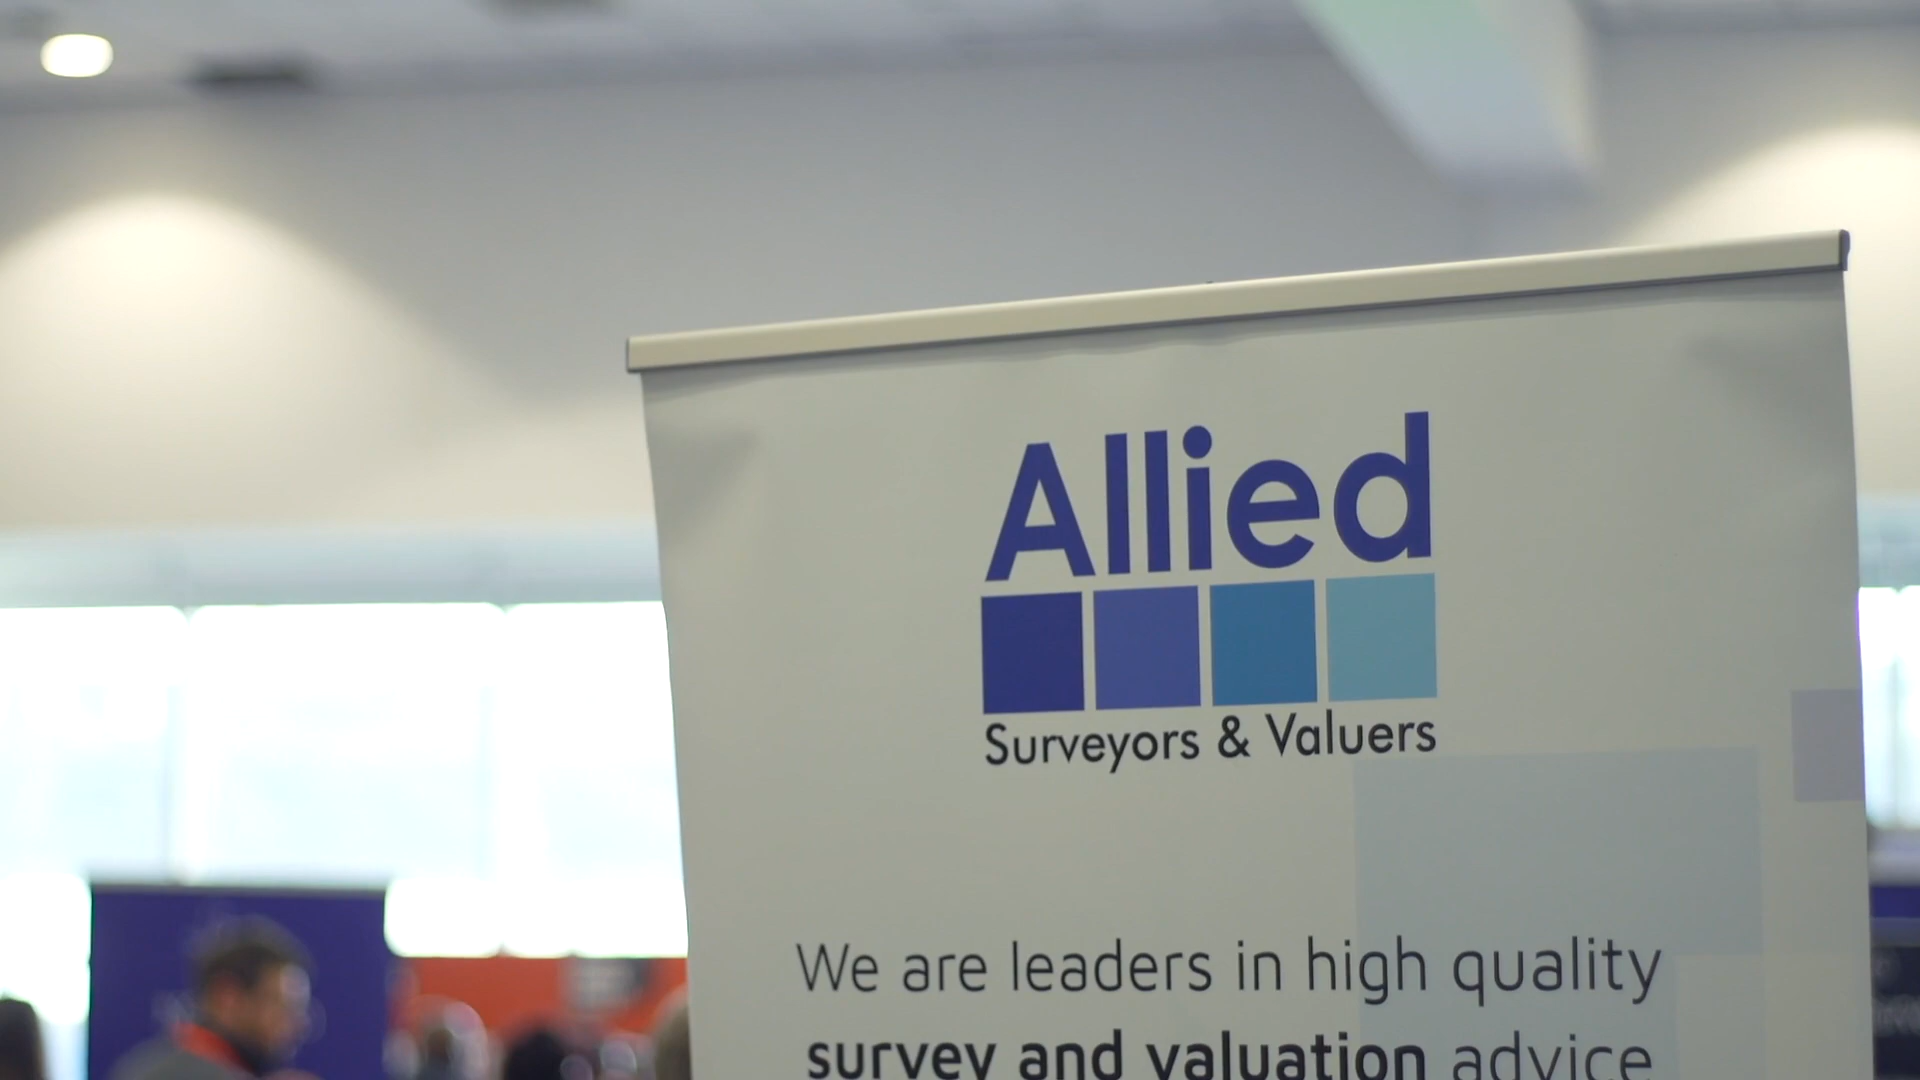 Allied
Surveyors & Valuers
We are leaders in high quality
survey and valuation advice